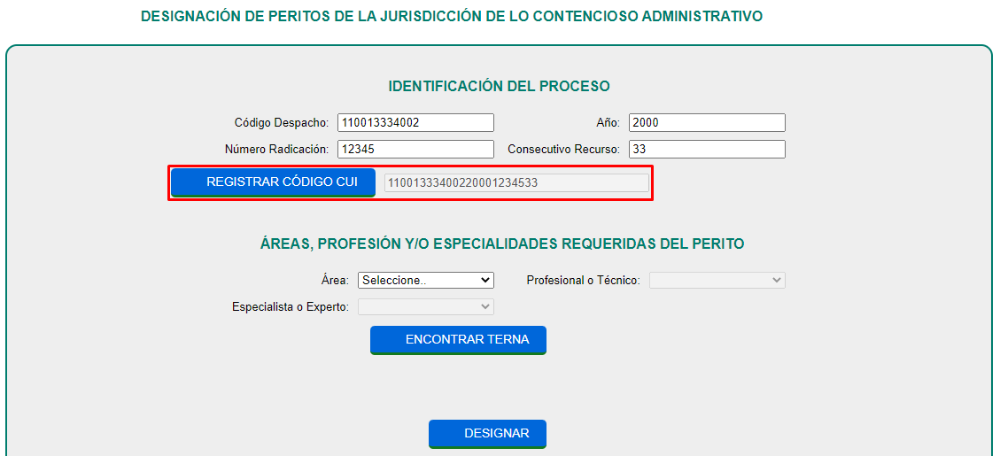 DESIGNACIÓN DE PERITOS DE LA JURISDICCIÓN DE LO CONTENCIOSO ADMINISTRATIVO
IDENTIFICACIÓN DEL PROCESO
Código Despacho: 110013334002 Año: 2000
Número Radicación: 12345 Consecutivo Recurso: 33
REGISTRAR CÓDIGO CUI 11001333400220001234533
ÁREAS, PROFESIÓN Y/O ESPECIALIDADES REQUERIDAS DEL PERITO
Área: Seleccione.. Profesional o Técnico:
Especialista o Experto:
ENCONTRAR TERNA
DESIGNAR